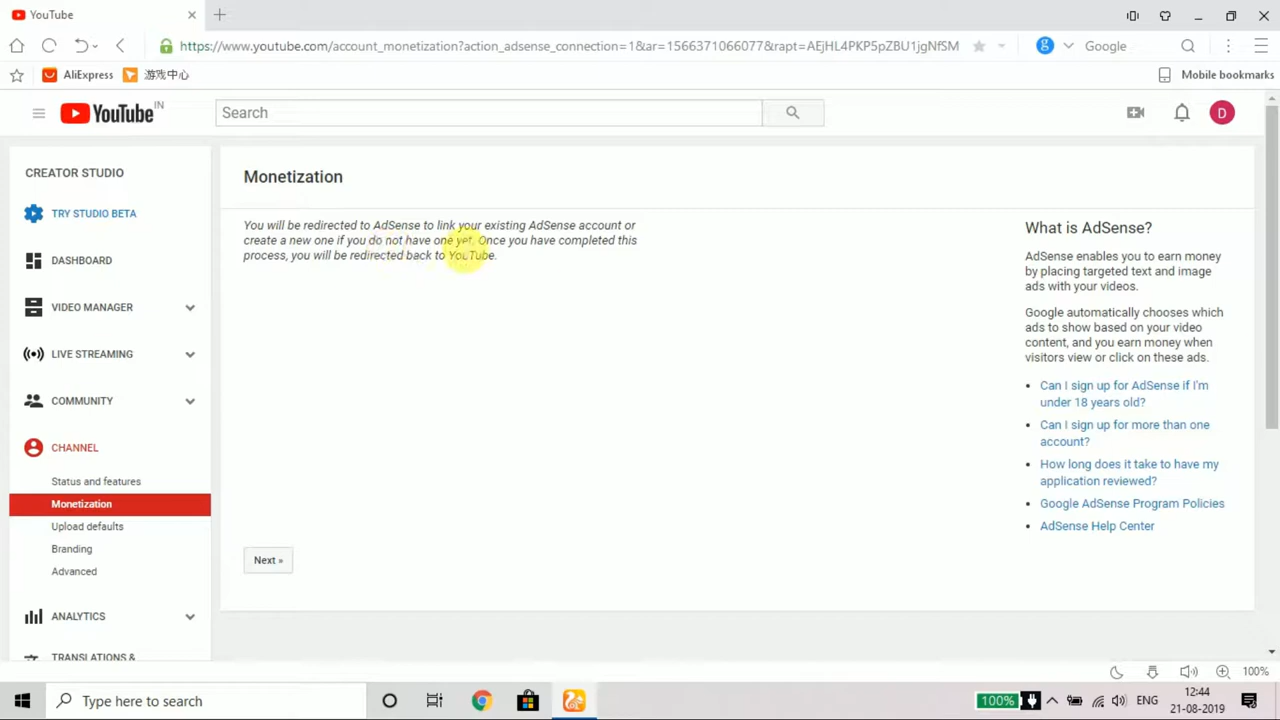 YouTube
https://www.youtube.com/account_monetization?action_adsense_connection=1&ar=1566371066077&rapt=AEjHL4PKP5pZBU1jgNfSM
Google
AliExpress
游戏中心
Mobile bookmarks
YouTube IN
Search
D
CREATOR STUDIO
TRY STUDIO BETA
DASHBOARD
VIDEO MANAGER
LIVE STREAMING
COMMUNITY
CHANNEL
Status and features
Monetization
Upload defaults
Branding
Advanced
ANALYTICS
TRANSLATIONS &
Monetization
You will be redirected to AdSense to link your existing AdSense account or
create a new one if you do not have one yet. Once you have completed this
process, you will be redirected back to YouTube.
Next »
What is AdSense?
AdSense enables you to earn money
by placing targeted text and image
ads with your videos.
Google automatically chooses which
ads to show based on your video
content, and you earn money when
visitors view or click on these ads.
• Can I sign up for AdSense if I'm
under 18 years old?
• Can I sign up for more than one
account?
• How long does it take to have my
application reviewed?
• Google AdSense Program Policies
• AdSense Help Center
100%
Type here to search
100%
ENG
12:44
21-08-2019